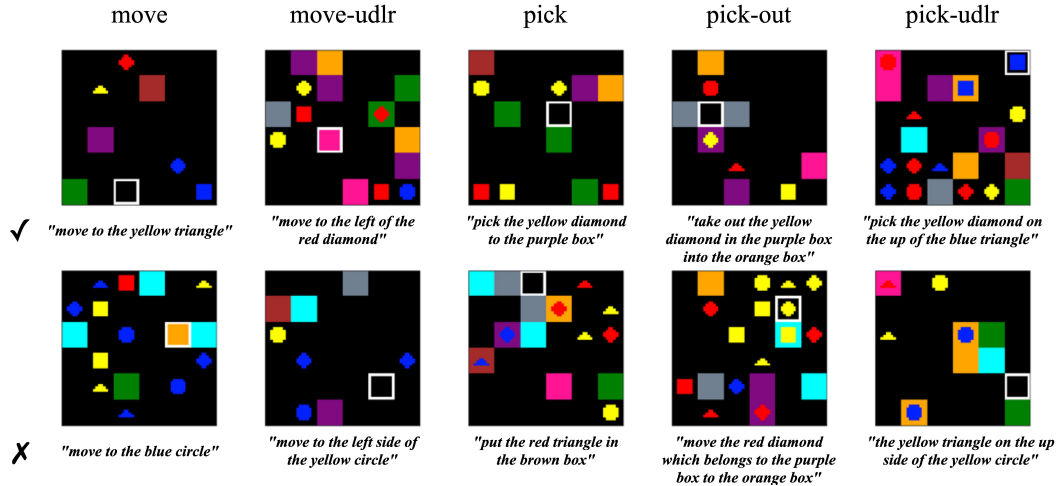 move
move-udlr
pick
pick-out
pick-udlr
✓
"move to the yellow triangle"
"move to the left of the
red diamond"
"pick the yellow diamond
to the purple box"
"take out the yellow
diamond in the purple box
into the orange box"
"pick the yellow diamond on
the up of the blue triangle"
✗
"move to the blue circle"
"move to the left side of
the yellow circle"
"put the red triangle in
the brown box"
"move the red diamond
which belongs to the purple
box to the orange box"
"the yellow triangle on the up
side of the yellow circle"